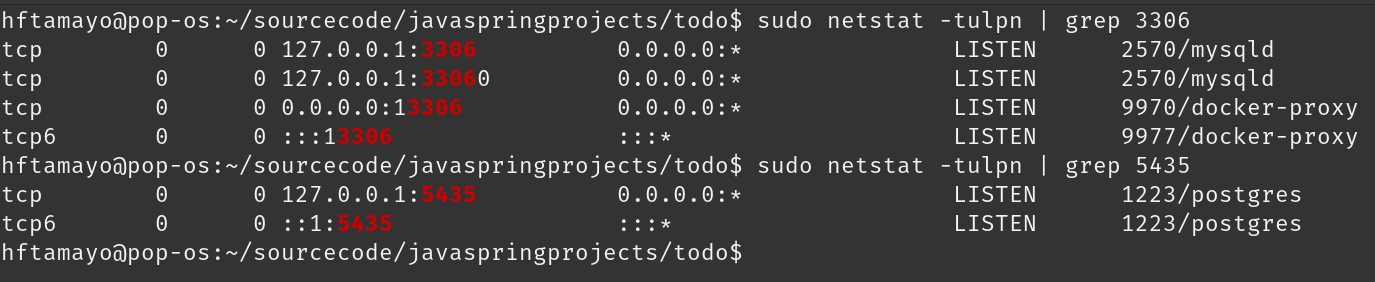 hftamayo@pop-os:~/sourcecode/javaspringprojects/todo$ sudo netstat -tulpn | grep 3306
tcp        0      0 127.0.0.1:3306          0.0.0.0:*               LISTEN      2570/mysqld
tcp        0      0 127.0.0.1:33060         0.0.0.0:*               LISTEN      2570/mysqld
tcp        0      0 0.0.0.0:13306           0.0.0.0:*               LISTEN      9970/docker-proxy
tcp6       0      0 :::13306                :::*                    LISTEN      9977/docker-proxy
hftamayo@pop-os:~/sourcecode/javaspringprojects/todo$ sudo netstat -tulpn | grep 5435
tcp        0      0 127.0.0.1:5435          0.0.0.0:*               LISTEN      1223/postgres
tcp6       0      0 ::1:5435                :::*                    LISTEN      1223/postgres
hftamayo@pop-os:~/sourcecode/javaspringprojects/todo$